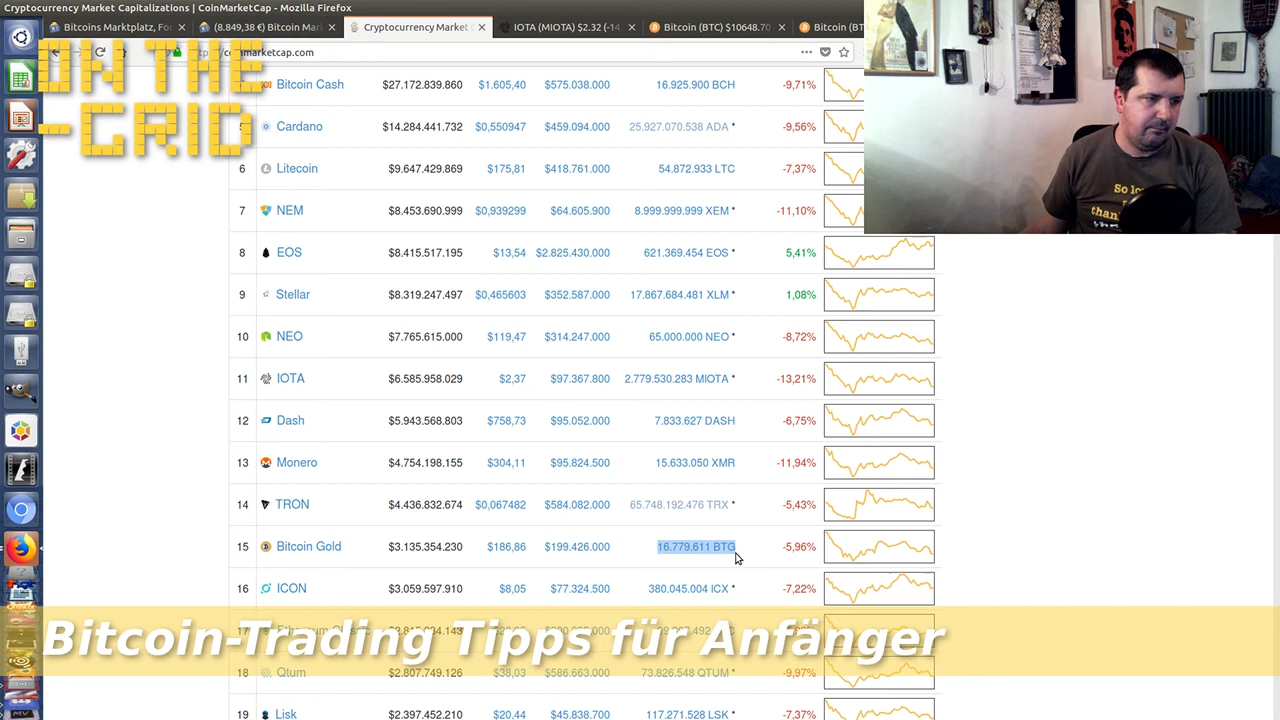 Cryptocurrency Market Capitalizations | CoinMarketCap - Mozilla Firefox
Bitcoins Marktplatz, Fo
(8.849,38 €) Bitcoin Mar
Cryptocurrency Market
IOTA (MIOTA) $2.32 (-14
Bitcoin (BTC) $10648.70
Bitcoin (BT
ON THE
-GRID
Bitcoin Cash $27.172.839.860 $1.605,40 $575.038.000 16.925.900 BCH -9,71%
Cardano $14.284.441.732 $0,550947 $459.094.000 25.927.070.538 ADA * -9,56%
6 Litecoin $9.647.429.869 $175,81 $418.761.000 54.872.933 LTC -7,37%
7 NEM $8.453.690.999 $0,939299 $64.605.900 8.999.999.999 XEM * -11,10%
8 EOS $8.415.517.195 $13,54 $2.825.430.000 621.369.454 EOS * 5,41%
9 Stellar $8.319.247.497 $0,465603 $352.587.000 17.867.684.481 XLM * 1,08%
10 NEO $7.765.615.000 $119,47 $314.247.000 65.000.000 NEO * -8,72%
11 IOTA $6.585.958.029 $2,37 $97.367.800 2.779.530.283 MIOTA * -13,21%
12 Dash $5.943.568.803 $758,73 $95.052.000 7.833.627 DASH -6,75%
13 Monero $4.754.198.155 $304,11 $95.824.500 15.633.050 XMR -11,94%
14 TRON $4.436.832.674 $0,067482 $584.082.000 65.748.192.476 TRX * -5,43%
15 Bitcoin Gold $3.135.354.230 $186,86 $199.426.000 16.779.611 BTG -5,96%
16 ICON $3.059.597.910 $8,05 $77.324.500 380.045.004 ICX * -7,22%
Bitcoin-Trading Tipps für Anfänger
18 Qtum $2.807.749.126 $38,03 $586.663.000 73.826.548 QTUM * -9,97%
19 Lisk $2.397.452.210 $20,44 $45.838.700 117.271.528 LSK * -7,37%